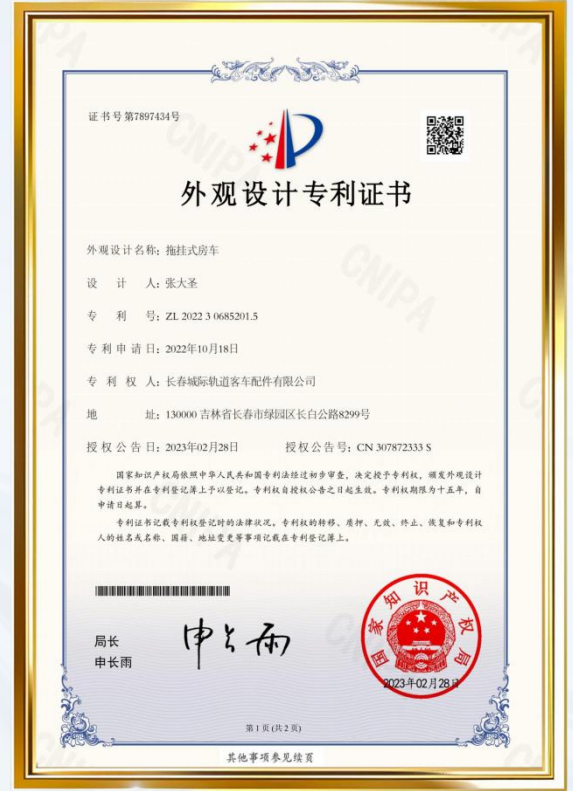 证书号第7897434号
外观设计专利证书
外观设计名称：拖挂式房车
设计人：张大圣
专利号：ZL 2022 3 0685201.5
专利申请日：2022年10月18日
专利权人：长春城际轨道客车配件有限公司
地址：130000 吉林省长春市绿园区长白公路8299号
授权公告日：2023年02月28日 授权公告号：CN 307872333 S
国家知识产权局依照中华人民共和国专利法经过初步审查，决定授予专利权，颁发外观设计
专利证书并在专利登记簿上予以登记。专利权自授权公告之日起生效。专利权期限为十五年，自
申请日起算。
专利证书记载专利权登记时的法律状况。专利权的转移、质押、无效、终止、恢复和专利权
人的姓名或名称、国籍、地址变更等事项记载在专利登记簿上。
局长
申长雨
申长雨
国家知识产权局
2023年02月28日
第1页(共2页)
其他事项参见续页
CNIPA
CNIPA
CNIPA